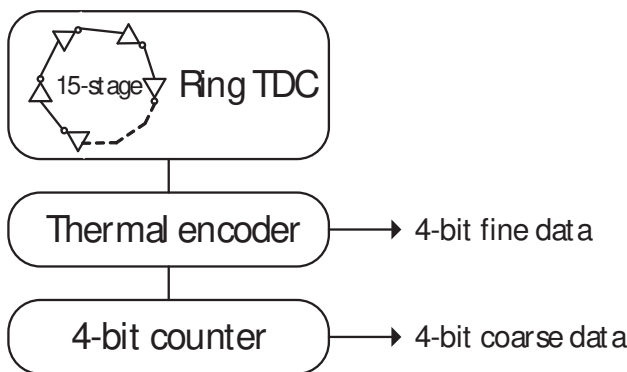 15-stage Ring TDC
Thermal encoder
4-bit fine data
4-bit counter
4-bit coarse data